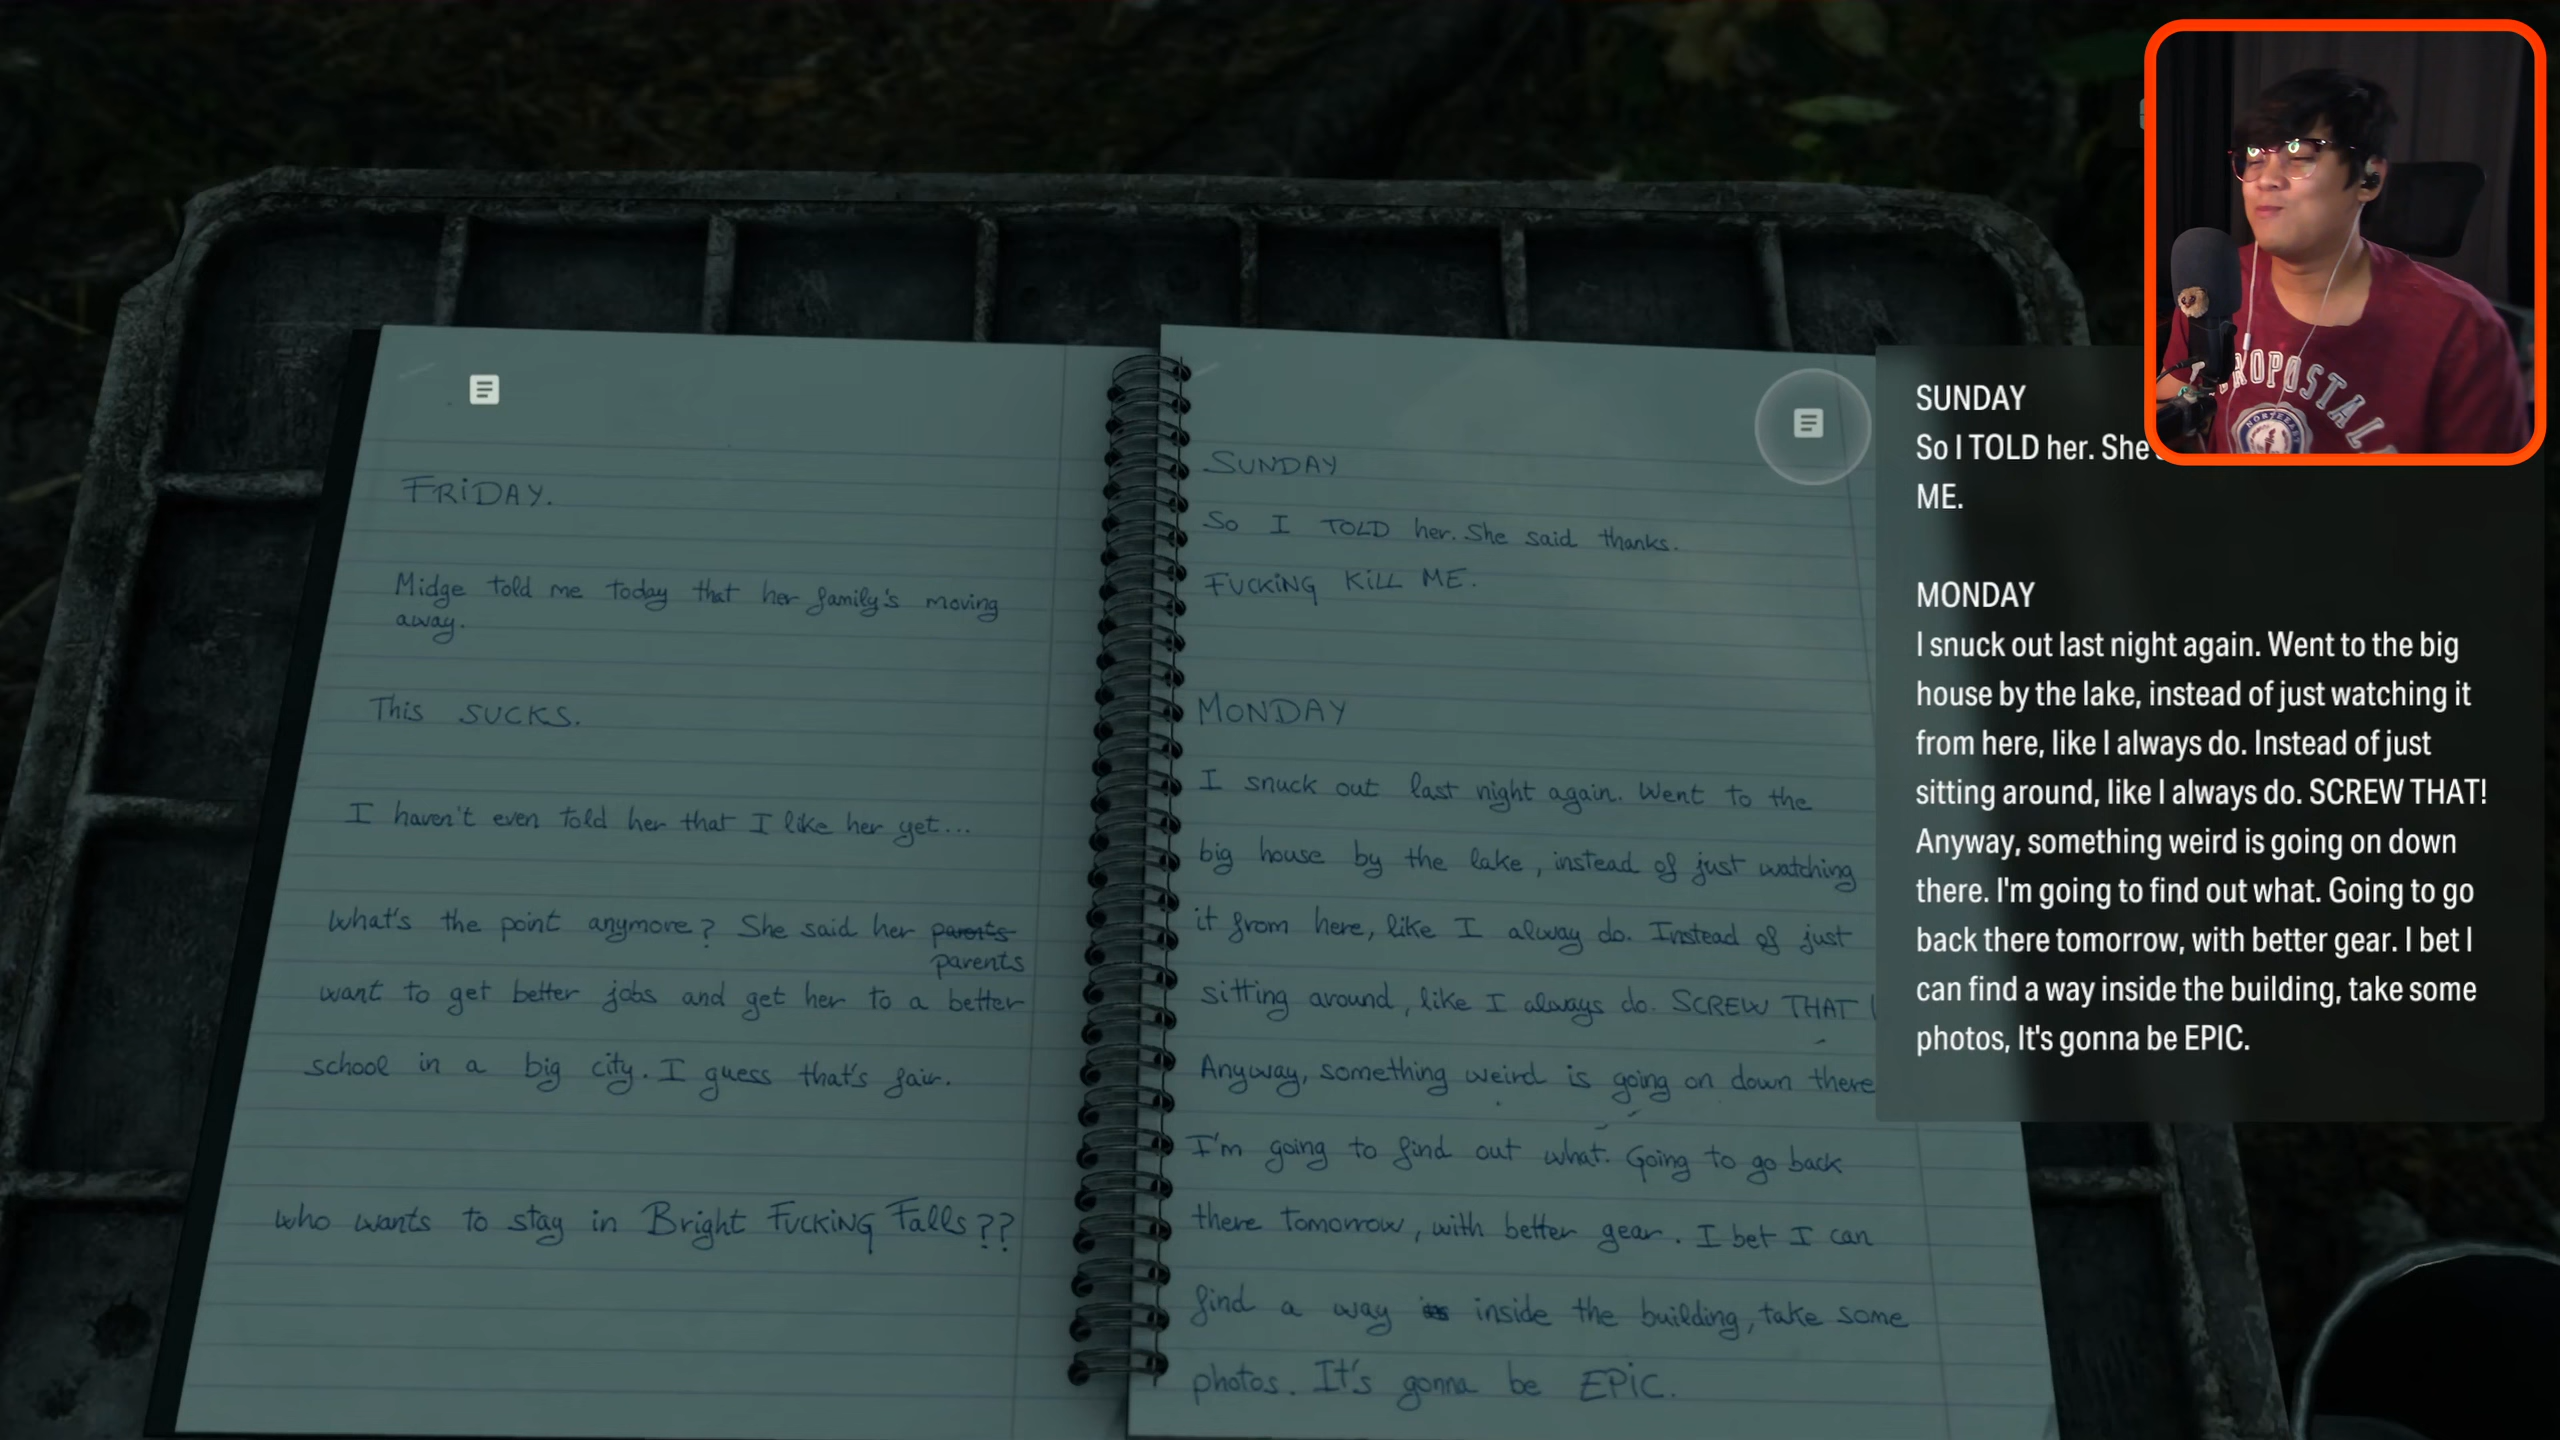 FRIDAY.
Midge told me today that her family's moving
away.
This SUCKS.
I haven't even told her that I like her yet...
what's the point anymore? She said her parents
parents
want to get better jobs and get her to a better
school in a big city. I guess that's fair.
who wants to stay in Bright FUCKING Falls??
SUNDAY
So I TOLD her. She said thanks.
FUCKING KILL ME.
MONDAY
I snuck out last night again. Went to the
big house by the lake, instead of just watching
it from here, like I alway do. Instead of just
sitting around, like I always do. SCREW THAT!
Anyway, something weird is going on down there
I'm going to find out what. Going to go back
there tomorrow, with better gear. I bet I can
find a way inside the building, take some
photos. It's gonna be EPIC.
SUNDAY
So I TOLD her. She
ME.
MONDAY
I snuck out last night again. Went to the big
house by the lake, instead of just watching it
from here, like I always do. Instead of just
sitting around, like I always do. SCREW THAT!
Anyway, something weird is going on down
there. I'm going to find out what. Going to go
back there tomorrow, with better gear. I bet I
can find a way inside the building, take some
photos, It's gonna be EPIC.